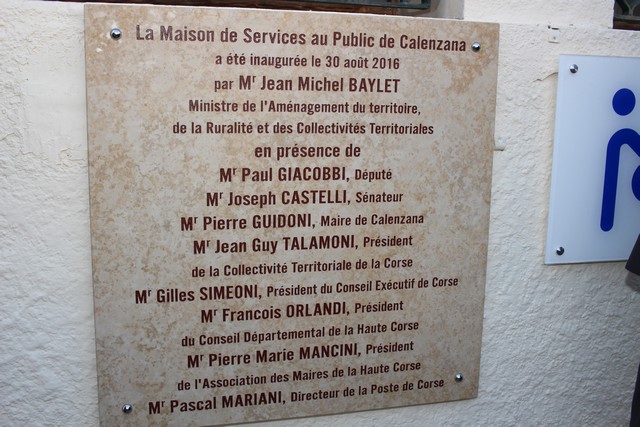 La Maison de Services au Public de Calenzana
a été inaugurée le 30 août 2016
par Mr Jean Michel BAYLET
Ministre de l'Aménagement du territoire,
de la Ruralité et des Collectivités Territoriales
en présence de
Mr Paul GIACOBBI, Député
Mr Joseph CASTELLI, Sénateur
Mr Pierre GUIDONI, Maire de Calenzana
Mr Jean Guy TALAMONI, Président
de la Collectivité Territoriale de la Corse
Mr Gilles SIMEONI, Président du Conseil Exécutif de Corse
Mr Francois ORLANDI, Président
du Conseil Départemental de la Haute Corse
Mr Pierre Marie MANCINI, Président
de l'Association des Maires de la Haute Corse
Mr Pascal MARIANI, Directeur de la Poste de Corse